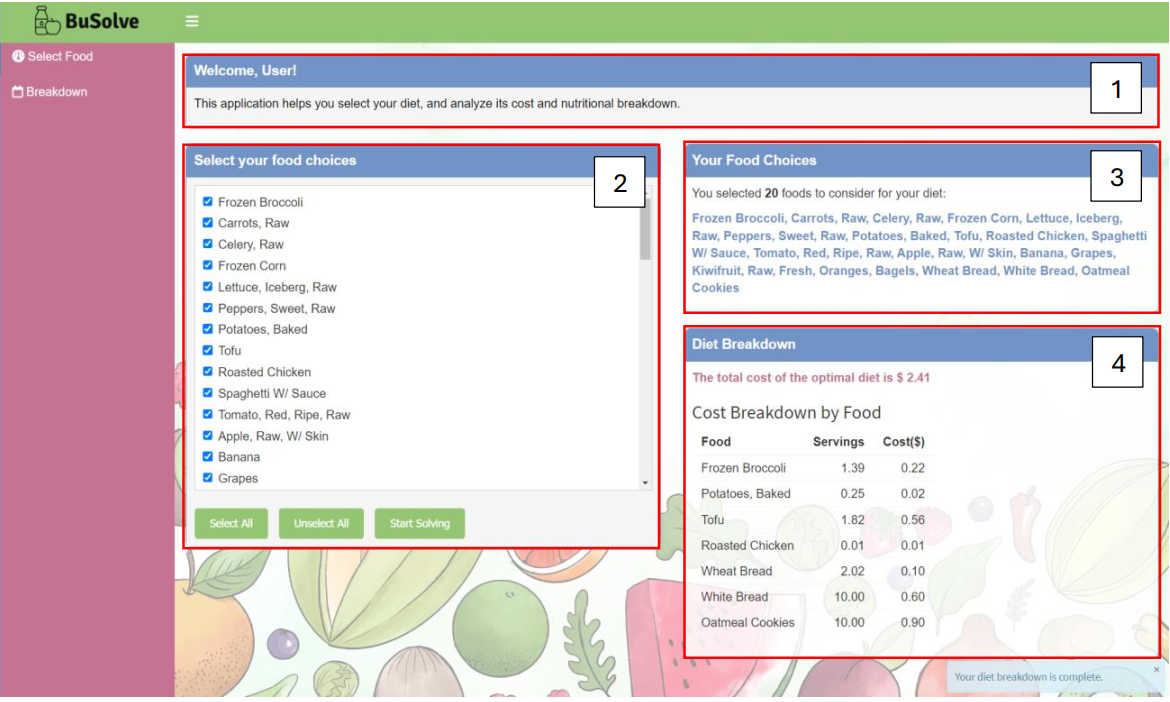 BuSolve
Select Food
Breakdown
Welcome, User!
1
This application helps you select your diet, and analyze its cost and nutritional breakdown.
Select your food choices
2
Frozen Broccoli
Carrots, Raw
Celery, Raw
Frozen Corn
Lettuce, Iceberg, Raw
Peppers, Sweet, Raw
Potatoes, Baked
Tofu
Roasted Chicken
Spaghetti W/ Sauce
Tomato, Red, Ripe, Raw
Apple, Raw, W/ Skin
Banana
Grapes
Select All Unselect All Start Solving
Your Food Choices
3
You selected 20 foods to consider for your diet:
Frozen Broccoli, Carrots, Raw, Celery, Raw, Frozen Corn, Lettuce, Iceberg,
Raw, Peppers, Sweet, Raw, Potatoes, Baked, Tofu, Roasted Chicken, Spaghetti
W/ Sauce, Tomato, Red, Ripe, Raw, Apple, Raw, W/ Skin, Banana, Grapes,
Kiwifruit, Raw, Fresh, Oranges, Bagels, Wheat Bread, White Bread, Oatmeal
Cookies
Diet Breakdown
4
The total cost of the optimal diet is $ 2.41
Cost Breakdown by Food
Food Servings Cost($)
Frozen Broccoli 1.39 0.22
Potatoes, Baked 0.25 0.02
Tofu 1.82 0.56
Roasted Chicken 0.01 0.01
Wheat Bread 2.02 0.10
White Bread 10.00 0.60
Oatmeal Cookies 10.00 0.90
Your diet breakdown is complete.